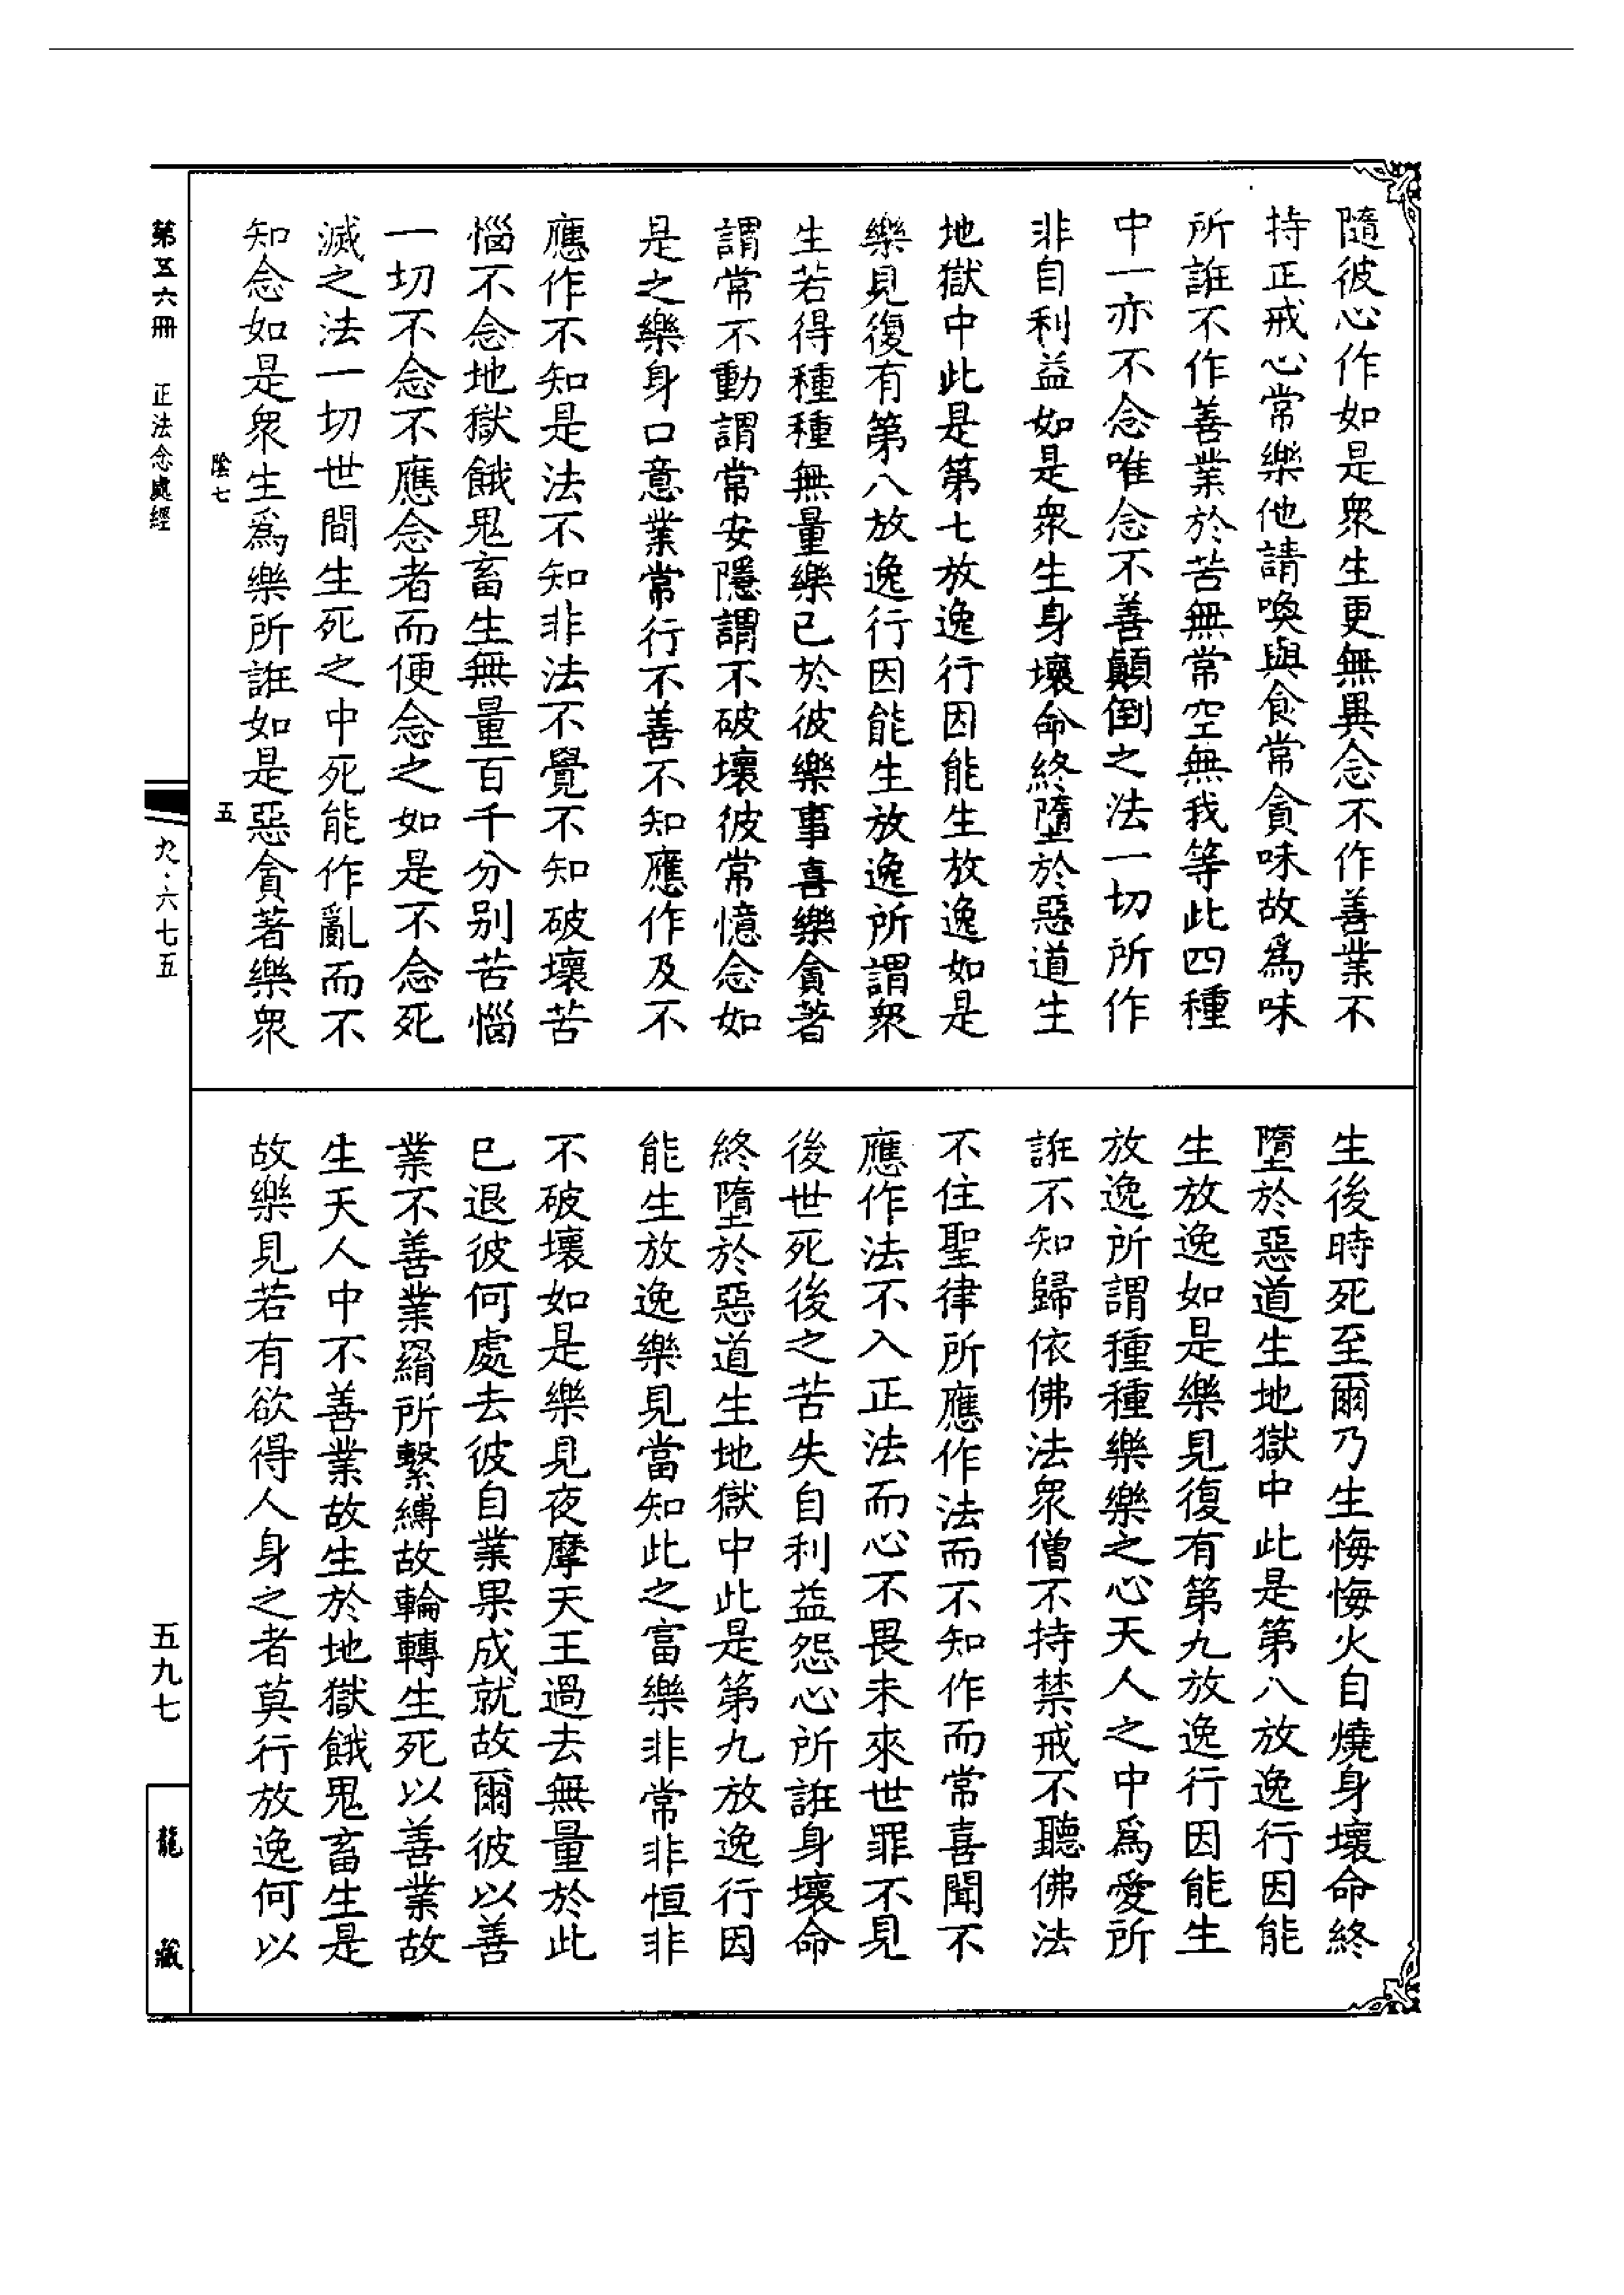 隨彼心作如是衆生更無異念不作善業不
持正戒心常樂他請喚與食常貪味故爲味
所誑不作善業於苦無常空無我等此四種
中一亦不念唯念不善顛倒之法一切所作
非自利益如是衆生身壞命終墮於惡道生
地獄中此是第七放逸行因能生放逸如是
樂見復有第八放逸行因能生放逸所謂衆
生若得種種無量樂已於彼樂事喜樂貪著
謂常不動謂常安隱謂不破壞彼常憶念如
是之樂身口意業常行不善不知應作及不
應作不知是法不知非法不覺不知破壞苦
惱不念地獄餓鬼畜生無量百千分别苦惱
一切不念不應念者而便念之如是不念死
滅之法一切世間生死之中死能作亂而不
知念如是衆生爲樂所誑如是惡貪著樂衆
陰七
五
生後時死至爾乃生悔悔火自燒身壞命終
墮於惡道生地獄中此是第八放逸行因能
生放逸如是樂見復有第九放逸行因能生
放逸所謂種種樂樂之心天人之中爲愛所
誑不知歸依佛法衆僧不持禁戒不聽佛法
不住聖律所應作法而不知作而常喜聞不
應作法不入正法而心不畏未來世罪不見
後世死後之苦失自利益怨心所誑身壞命
終墮於惡道生地獄中此是第九放逸行因
能生放逸樂見當知此之富樂非常非恒非
不破壞如是樂見夜摩天王過去無量於此
已退彼何處去彼自業果成就故爾彼以善
業不善業羂所繫縛故輪轉生死以善業故
生天人中不善業故生於地獄餓鬼畜生是
故樂見若有欲得人身之者莫行放逸何以
第五六冊
正法念處經
九·六七五
五九七
龍藏